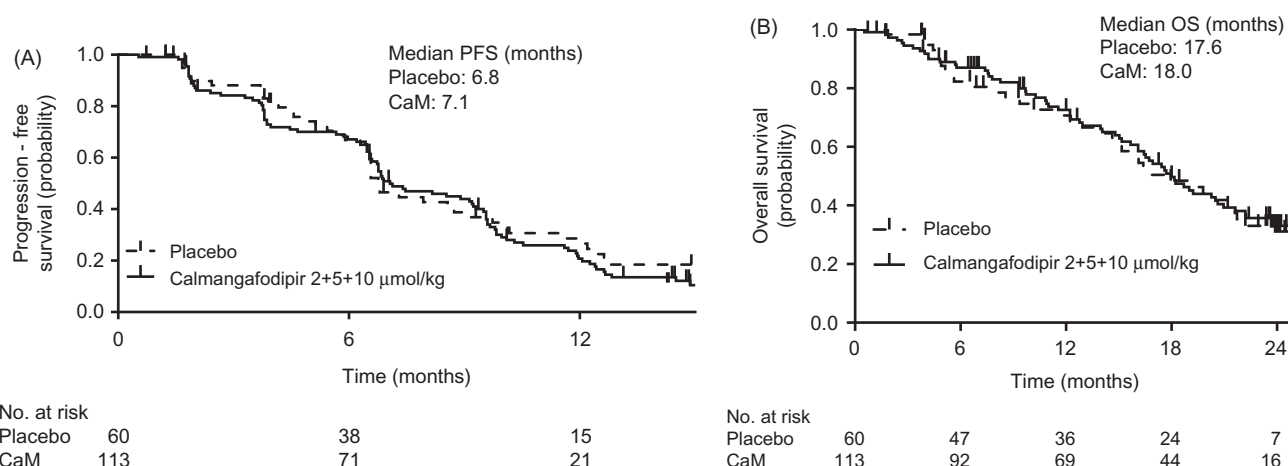 (A)
Median PFS (months)
Placebo: 6.8
CaM: 7.1
Progression - free
survival (probability)
1.0
0.8
0.6
0.4
0.2
0.0
Placebo
Calmangafodipir 2+5+10 μmol/kg
0 6 12
Time (months)
No. at risk
Placebo 60 38 15
CaM 113 71 21
(B)
Median OS (months)
Placebo: 17.6
CaM: 18.0
Overall survival
(probability)
1.0
0.8
0.6
0.4
0.2
0.0
Placebo
Calmangafodipir 2+5+10 μmol/kg
0 6 12 18 24
Time (months)
No. at risk
Placebo 60 47 36 24 7
CaM 113 92 69 44 16